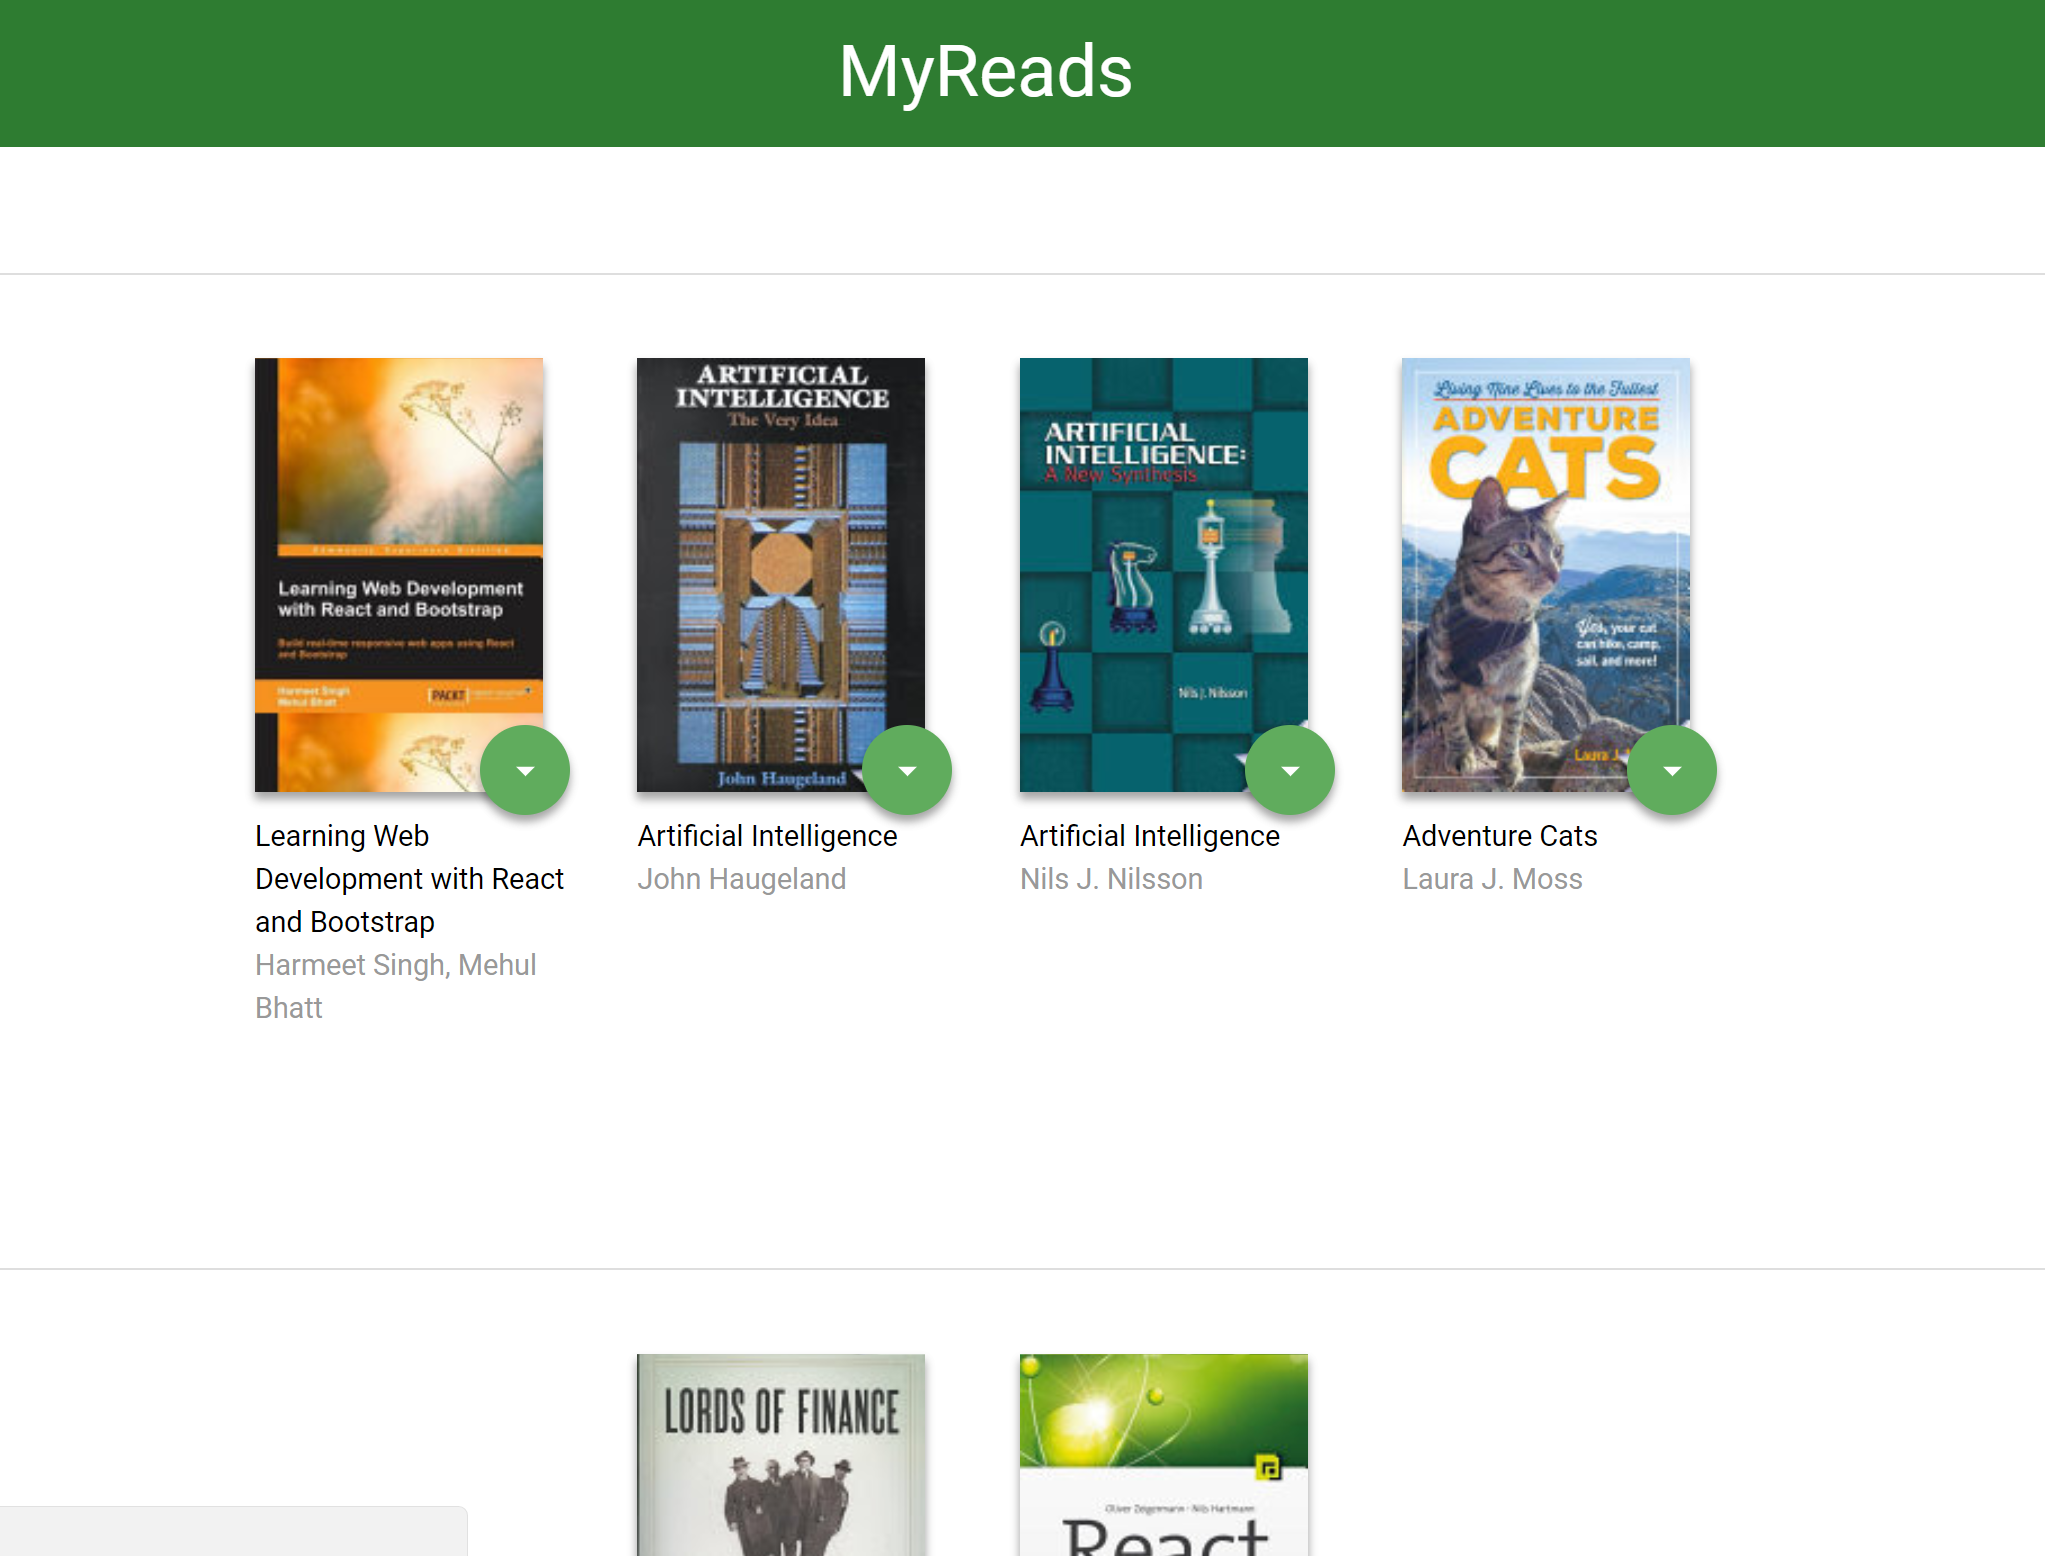 MyReads
Community Experience Distilled
Learning Web Development
with React and Bootstrap
Build real-time responsive web apps using React
and Bootstrap
Harmeet Singh
Mehul Bhatt
PACKT
ARTIFICIAL
INTELLIGENCE
The Very Idea
John Haugeland
ARTIFICIAL
INTELLIGENCE:
A New Synthesis
Nils J. Nilsson
Living Nine Lives to the Fullest
ADVENTURE
CATS
Yes, your cat
can hike, camp,
sail, and more!
Laura J.
Learning Web
Development with React
and Bootstrap
Harmeet Singh, Mehul
Bhatt
Artificial Intelligence
John Haugeland
Artificial Intelligence
Nils J. Nilsson
Adventure Cats
Laura J. Moss
LORDS OF FINANCE
Oliver Zeigermann · Nils Hartmann
React